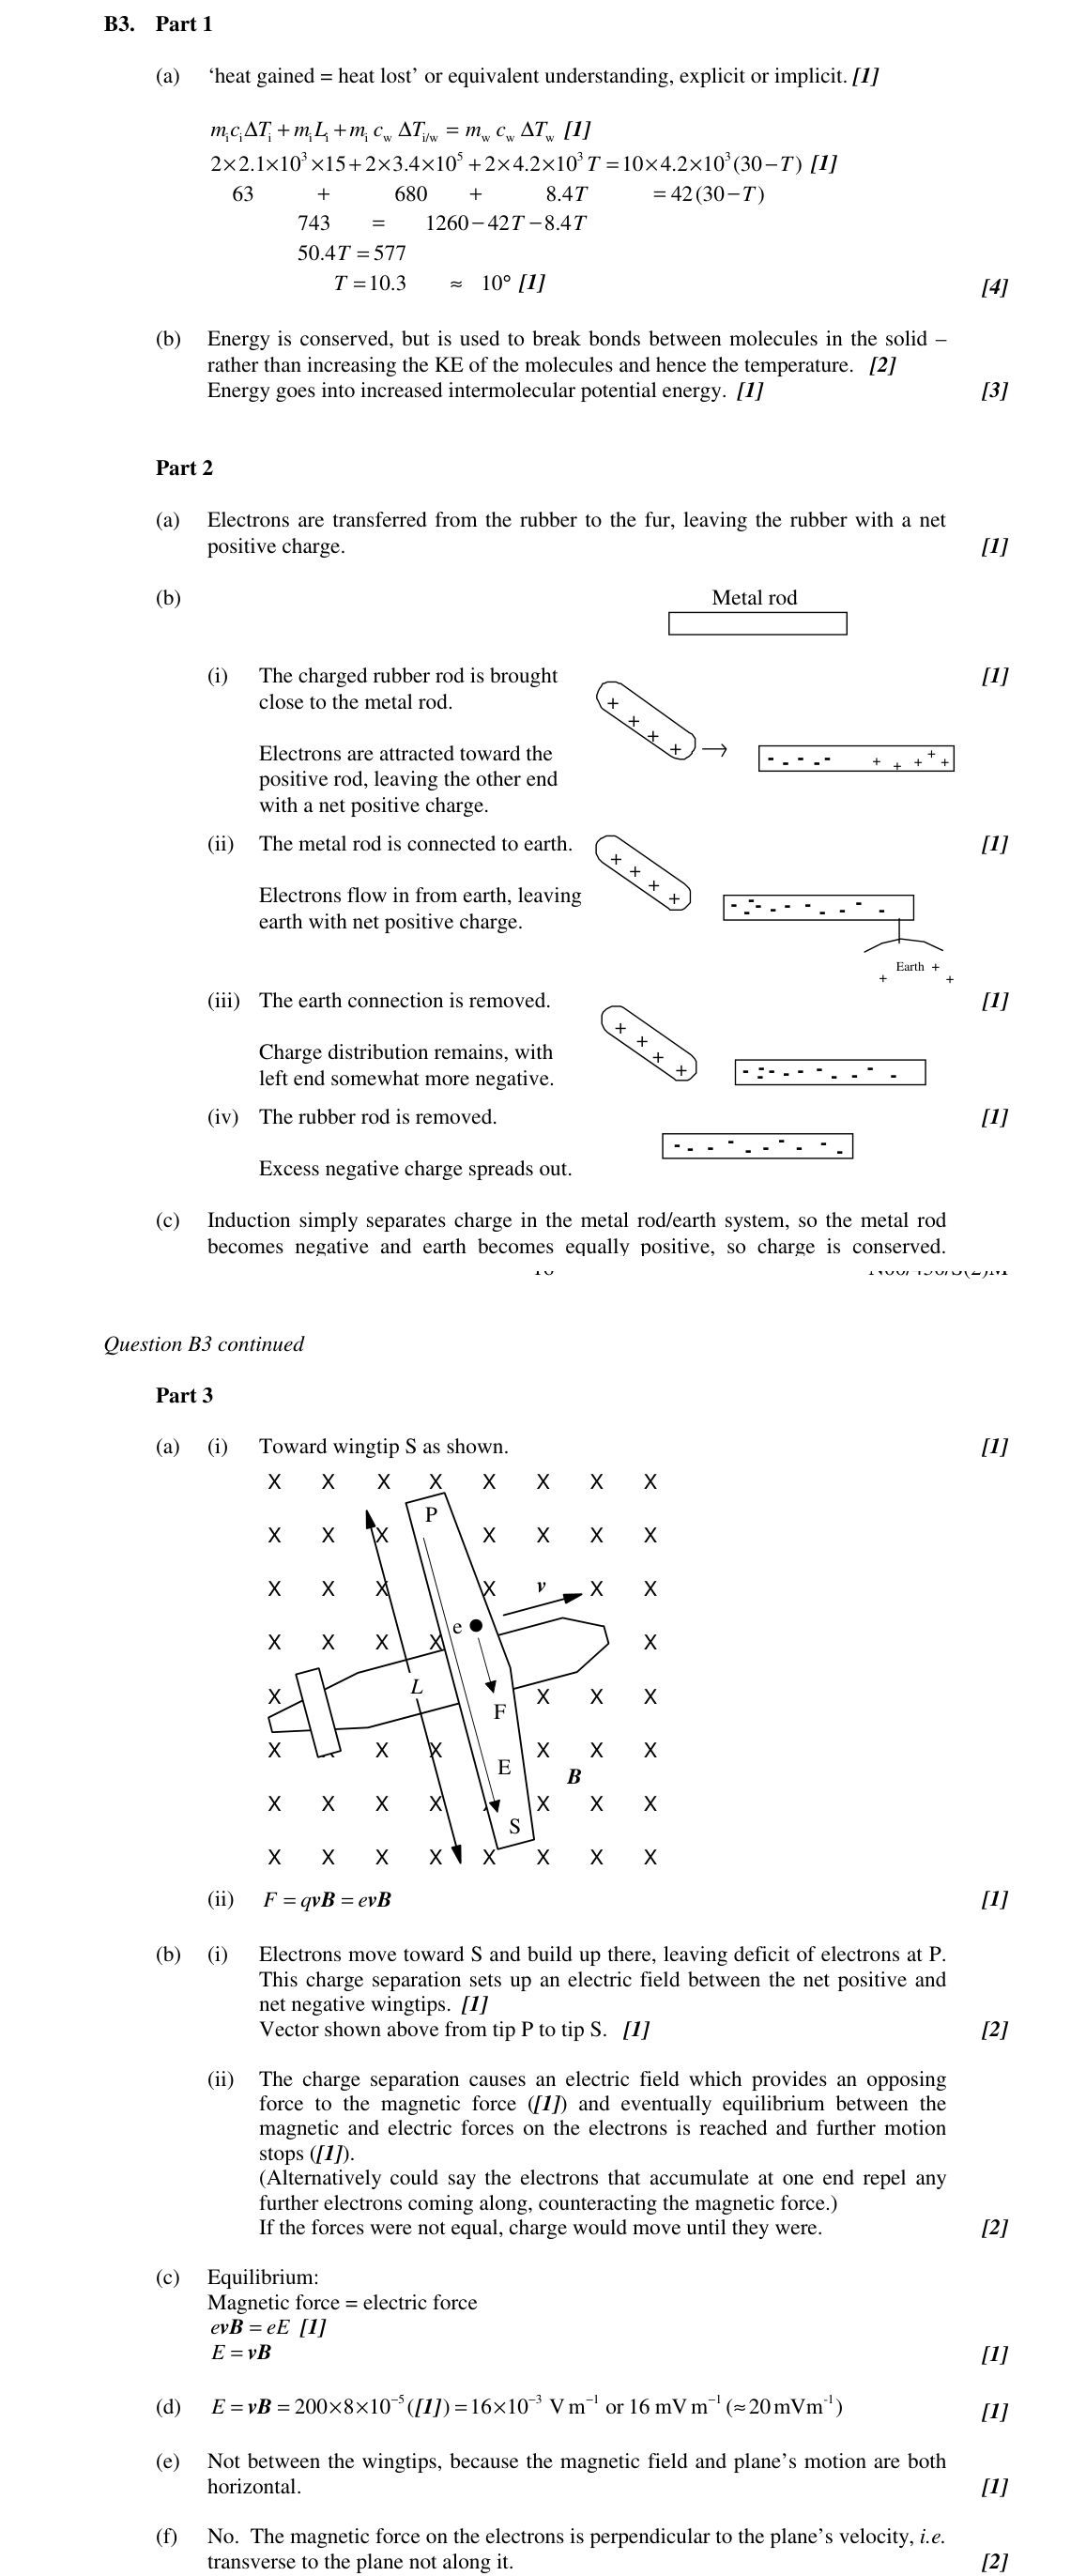 B3. Part 1
(a) ‘heat gained = heat lost’ or equivalent understanding, explicit or implicit. [1]
mᵢcᵢΔTᵢ + mᵢLᵢ + mᵢ c_w ΔT_i/w = m_w c_w ΔT_w [1]
2×2.1×10³×15+2×3.4×10⁵+2×4.2×10³T =10×4.2×10³(30−T) [1]
63 + 680 + 8.4T = 42(30−T)
743 = 1260−42T−8.4T
50.4T = 577
T = 10.3 ≈ 10° [1] [4]
(b) Energy is conserved, but is used to break bonds between molecules in the solid –
rather than increasing the KE of the molecules and hence the temperature. [2]
Energy goes into increased intermolecular potential energy. [1] [3]
Part 2
(a) Electrons are transferred from the rubber to the fur, leaving the rubber with a net
positive charge. [1]
(b) Metal rod
(i) The charged rubber rod is brought [1]
close to the metal rod.
Electrons are attracted toward the
positive rod, leaving the other end
with a net positive charge.
(ii) The metal rod is connected to earth. [1]
Electrons flow in from earth, leaving
earth with net positive charge.
Earth
(iii) The earth connection is removed. [1]
Charge distribution remains, with
left end somewhat more negative.
(iv) The rubber rod is removed. [1]
Excess negative charge spreads out.
(c) Induction simply separates charge in the metal rod/earth system, so the metal rod
becomes negative and earth becomes equally positive, so charge is conserved.
Question B3 continued
Part 3
(a) (i) Toward wingtip S as shown. [1]
X X X X X X X X
P
X X X X X X X
X X X X v X X
e
X X X X X
L
X X X X
F
X X X X X X
E
B
X X X X X X X
S
X X X X X X X X
(ii) F = qvB = evB [1]
(b) (i) Electrons move toward S and build up there, leaving deficit of electrons at P.
This charge separation sets up an electric field between the net positive and
net negative wingtips. [1]
Vector shown above from tip P to tip S. [1] [2]
(ii) The charge separation causes an electric field which provides an opposing
force to the magnetic force ([1]) and eventually equilibrium between the
magnetic and electric forces on the electrons is reached and further motion
stops ([1]).
(Alternatively could say the electrons that accumulate at one end repel any
further electrons coming along, counteracting the magnetic force.)
If the forces were not equal, charge would move until they were. [2]
(c) Equilibrium:
Magnetic force = electric force
evB = eE [1]
E = vB [1]
(d) E = vB = 200×8×10⁻⁵([1]) = 16×10⁻³ V m⁻¹ or 16 mV m⁻¹ (≈ 20 mVm⁻¹) [1]
(e) Not between the wingtips, because the magnetic field and plane’s motion are both
horizontal. [1]
(f) No. The magnetic force on the electrons is perpendicular to the plane’s velocity, i.e.
transverse to the plane not along it. [2]